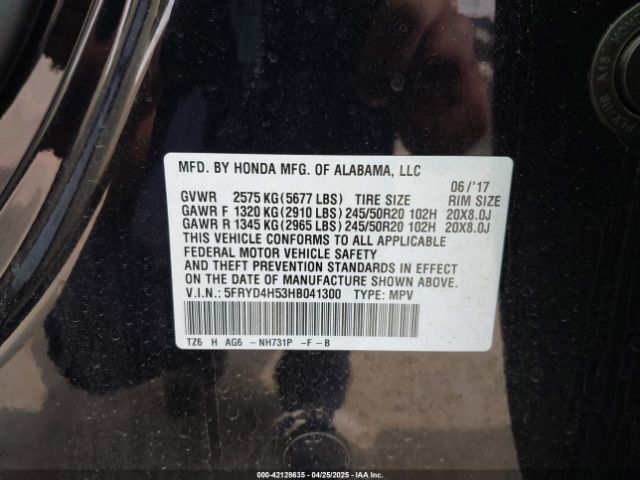 MFD. BY HONDA MFG. OF ALABAMA, LLC
06/'17
GVWR 2575 KG(5677 LBS) TIRE SIZE RIM SIZE
GAWR F 1320 KG(2910 LBS) 245/50R20 102H 20X8.0J
GAWR R 1345 KG(2965 LBS) 245/50R20 102H 20X8.0J
THIS VEHICLE CONFORMS TO ALL APPLICABLE
FEDERAL MOTOR VEHICLE SAFETY
AND THEFT PREVENTION STANDARDS IN EFFECT
ON THE DATE OF MANUFACTURE SHOWN ABOVE.
V.I.N.: 5FRYD4H53HB041300 TYPE: MPV
TZ6 H AG6 -NH731P -F -B
000-42128635 - 04/25/2025 - IAAI.COM